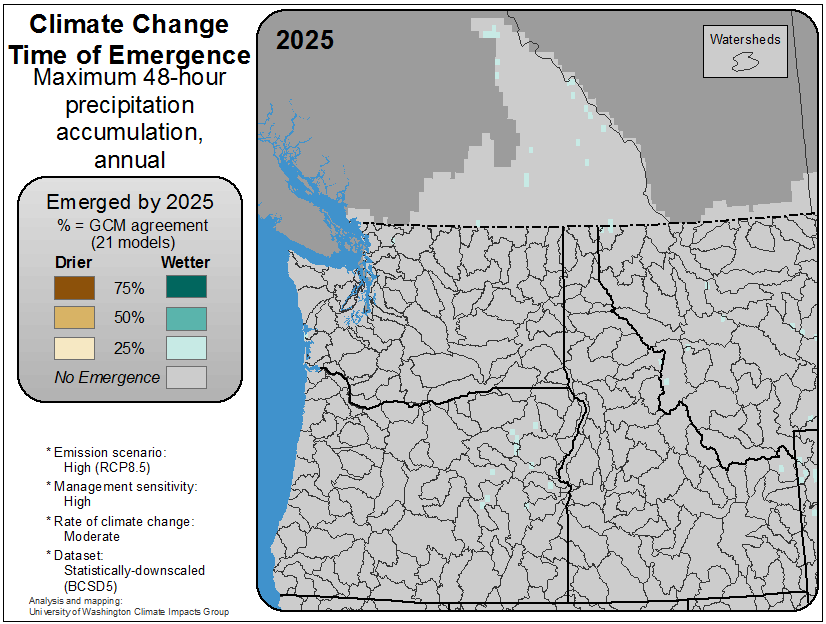 Climate Change
Time of Emergence
Maximum 48-hour
precipitation
accumulation,
annual
Emerged by 2025
% = GCM agreement
(21 models)
Drier Wetter
75%
50%
25%
No Emergence
* Emission scenario:
High (RCP8.5)
* Management sensitivity:
High
* Rate of climate change:
Moderate
* Dataset:
Statistically-downscaled
(BCSD5)
Analysis and mapping:
University of Washington Climate Impacts Group
2025
Watersheds